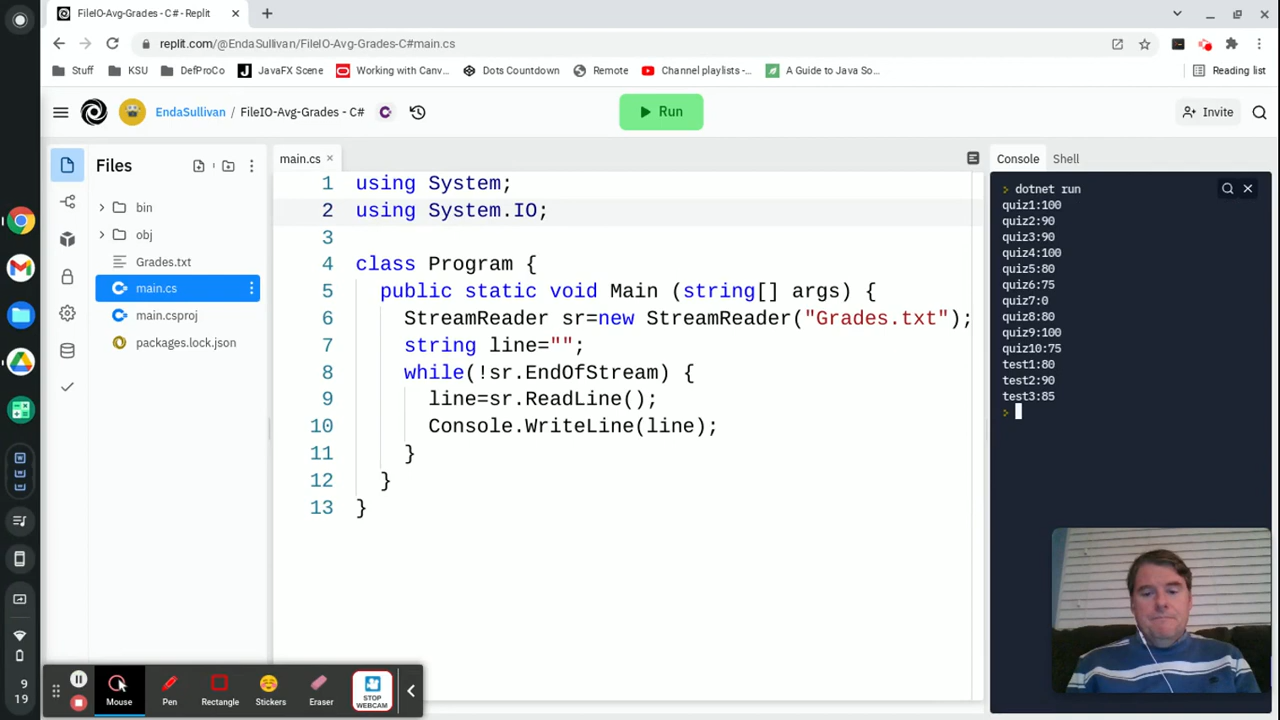 FileIO-Avg-Grades - C# - Replit
replit.com/@EndaSullivan/FileIO-Avg-Grades-C#main.cs
Stuff
KSU
DefProCo
JavaFX Scene
Working with Canv...
Dots Countdown
Remote
Channel playlists -...
A Guide to Java So...
Reading list
EndaSullivan / FileIO-Avg-Grades - C#
Run
Invite
Files
1
bin
obj
Grades.txt
main.cs
main.csproj
packages.lock.json
main.cs
1 using System;
2 using System.IO;
3
4 class Program {
5 public static void Main (string[] args) {
6 StreamReader sr=new StreamReader("Grades.txt");
7 string line="";
8 while(!sr.EndOfStream) {
9 line=sr.ReadLine();
10 Console.WriteLine(line);
11 }
12 }
13 }
Console
Shell
> dotnet run
quiz1:100
quiz2:90
quiz3:90
quiz4:100
quiz5:80
quiz6:75
quiz7:0
quiz8:80
quiz9:100
quiz10:75
test1:80
test2:90
test3:85
>
9
19
Mouse
Pen
Rectangle
Stickers
Eraser
STOP
WEBCAM